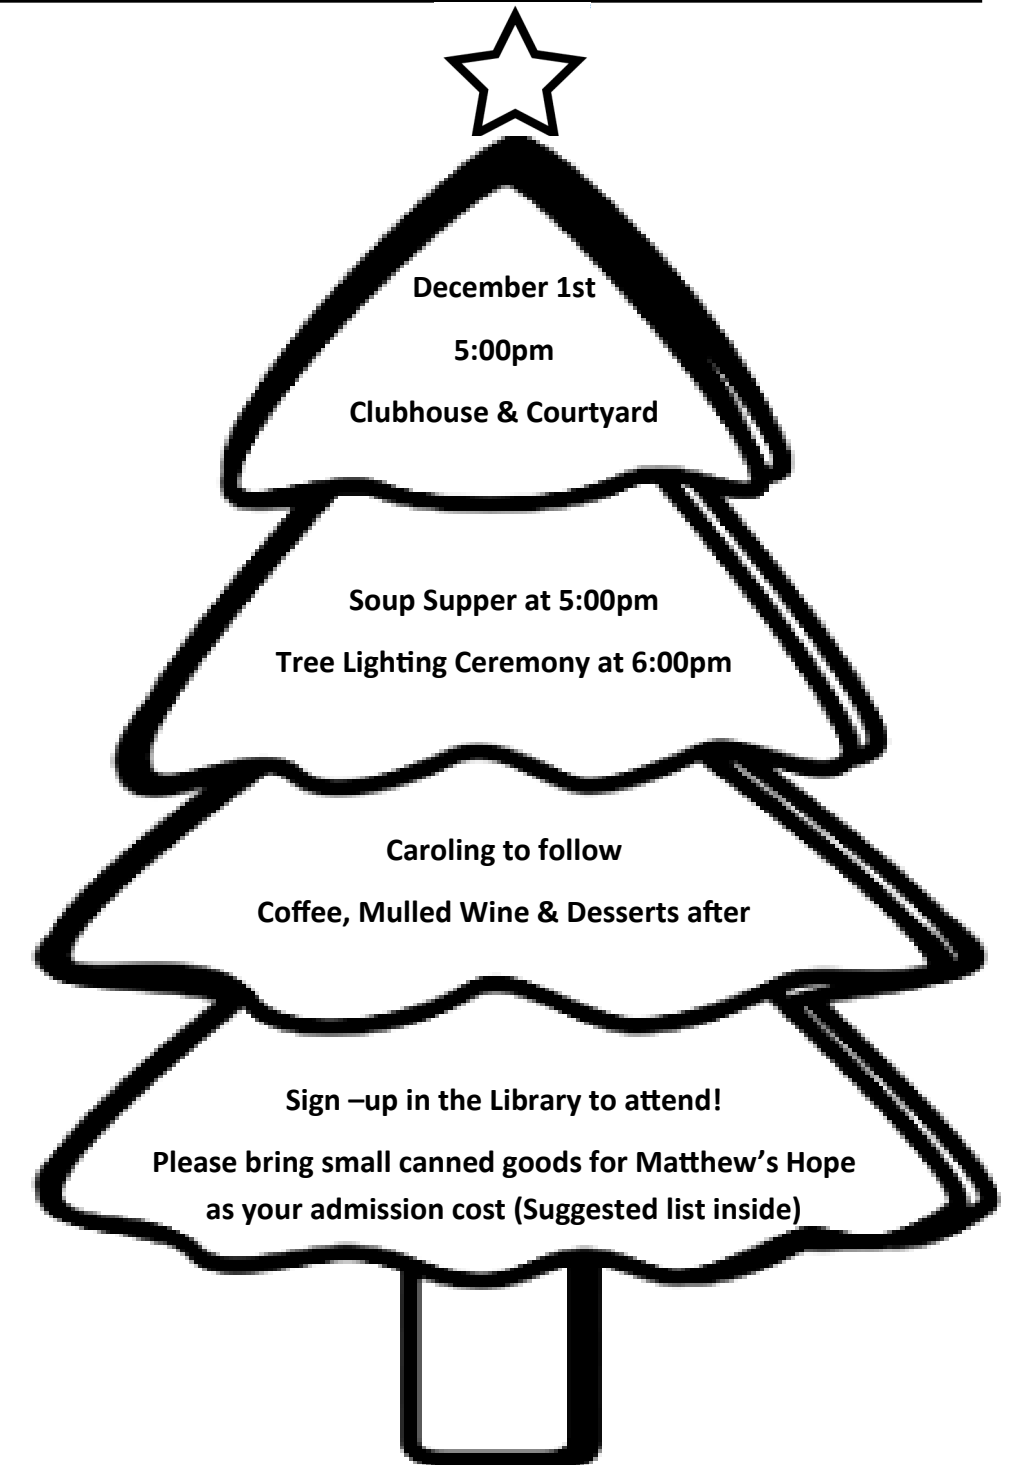 December 1st
5:00pm
Clubhouse & Courtyard
Soup Supper at 5:00pm
Tree Lighting Ceremony at 6:00pm
Caroling to follow
Coffee, Mulled Wine & Desserts after
Sign –up in the Library to attend!
Please bring small canned goods for Matthew’s Hope
as your admission cost (Suggested list inside)